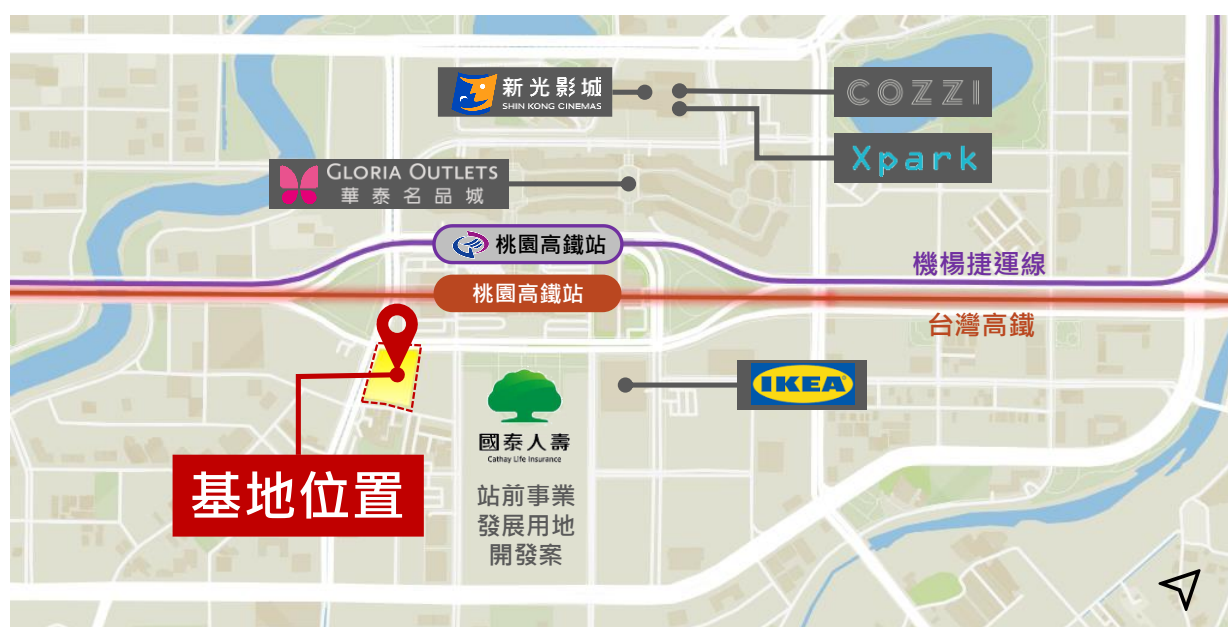 新光影城
SHIN KONG CINEMAS
COZZI
Xpark
GLORIA OUTLETS
華泰名品城
桃園高鐵站
機楊捷運線
桃園高鐵站
台灣高鐵
IKEA
國泰人壽
Cathay Life Insurance
基地位置
站前事業
發展用地
開發案